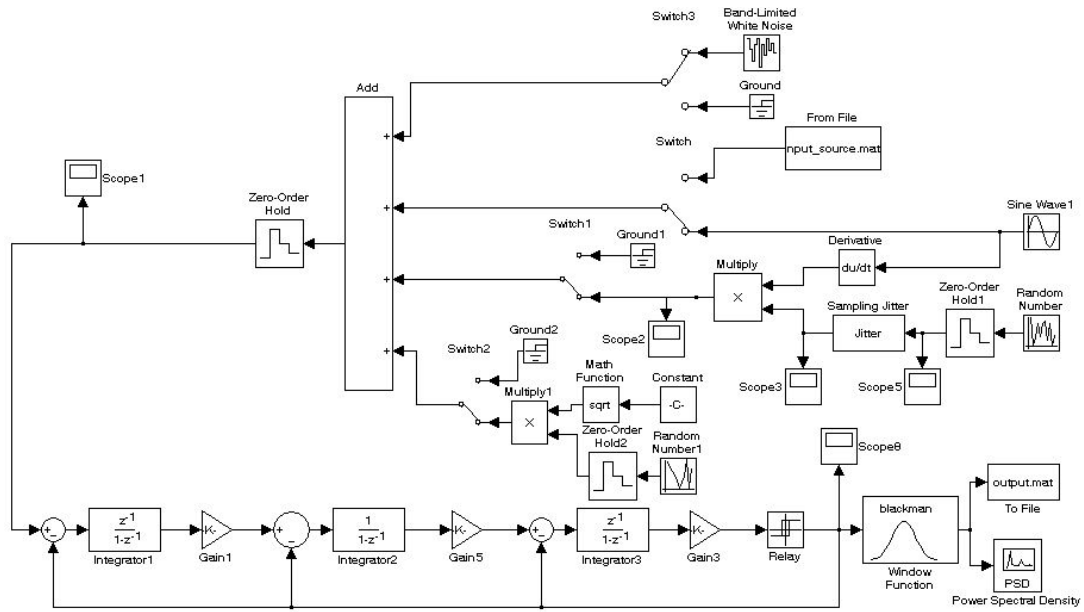 Switch3
Band-Limited
White Noise
Add
Ground
From File
Switch
nput_source.mat
Scope1
Zero-Order
Hold
Sine Wave1
Switch1
Ground1
Derivative
Multiply
du/dt
Zero-Order
Hold1
Random
Number
Sampling Jitter
Jitter
Ground2
Scope2
Switch2
Math
Function
Constant
Scope3
Scope5
Multiply1
sqrt
-C-
Zero-Order
Hold2
Random
Number1
Scope8
output.mat
To File
blackman
z-1
1-z-1
Integrator1
K-
Gain1
1
1-z-1
Integrator2
K-
Gain5
z-1
1-z-1
Integrator3
K-
Gain3
Relay
Window
Function
PSD
Power Spectral Density